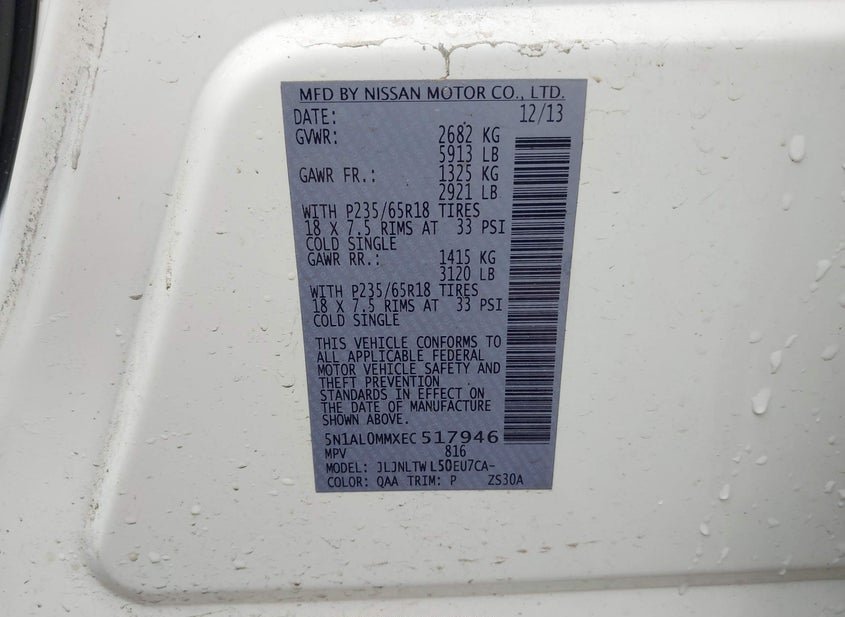 MFD BY NISSAN MOTOR CO., LTD.
DATE: 12/13
GVWR: 2682 KG
5913 LB
GAWR FR.: 1325 KG
2921 LB
WITH P235/65R18 TIRES
18 X 7.5 RIMS AT 33 PSI
COLD SINGLE
GAWR RR.: 1415 KG
3120 LB
WITH P235/65R18 TIRES
18 X 7.5 RIMS AT 33 PSI
COLD SINGLE
THIS VEHICLE CONFORMS TO
ALL APPLICABLE FEDERAL
MOTOR VEHICLE SAFETY AND
THEFT PREVENTION
STANDARDS IN EFFECT ON
THE DATE OF MANUFACTURE
SHOWN ABOVE.
5N1AL0MMXEC517946
MPV 816
MODEL: JLJNLTWL50EU7CA-
COLOR: QAA TRIM: P ZS30A